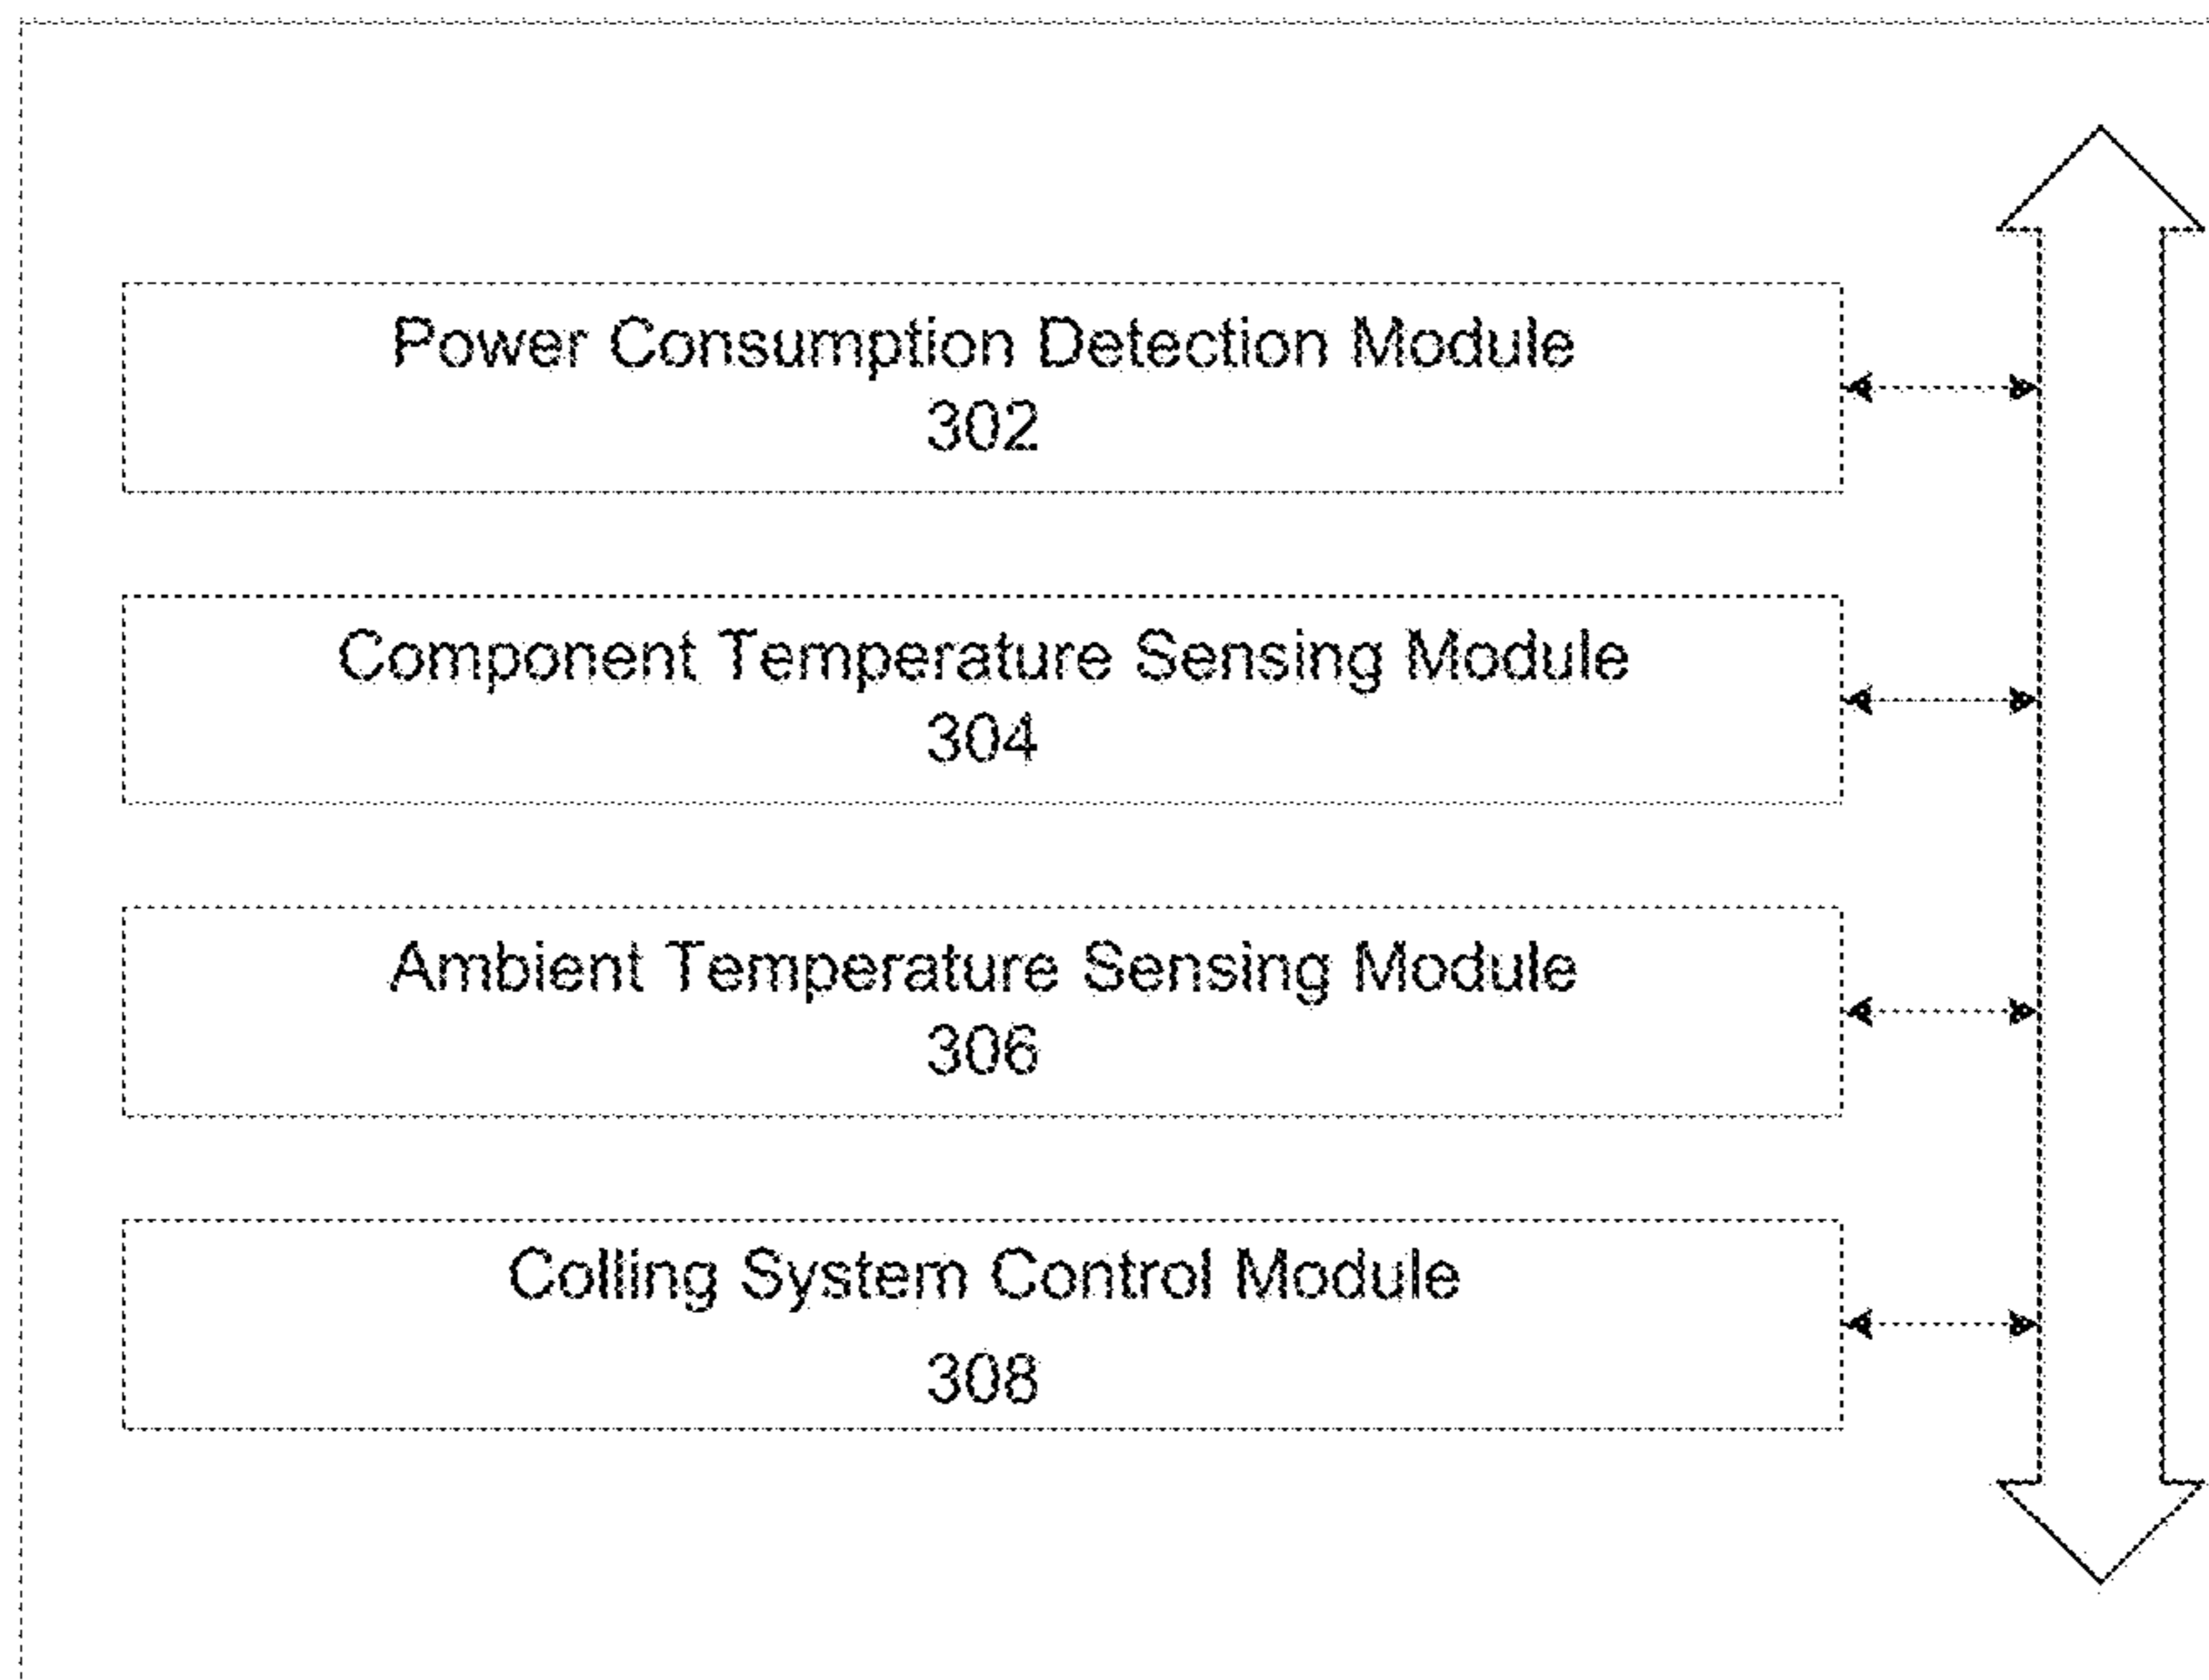 Power Consumption Detection Module
302
Component Temperature Sensing Module
304
Ambient Temperature Sensing Module
306
Colling System Control Module
308